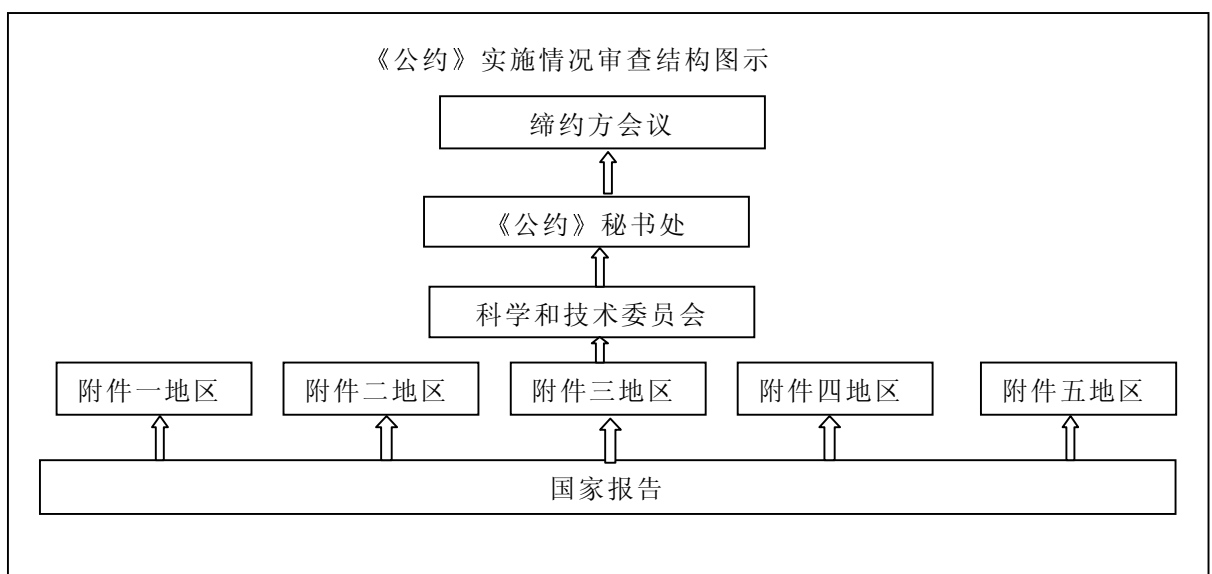 《公约》实施情况审查结构图示
缔约方会议
《公约》秘书处
科学和技术委员会
附件一地区
附件二地区
附件三地区
附件四地区
附件五地区
国家报告